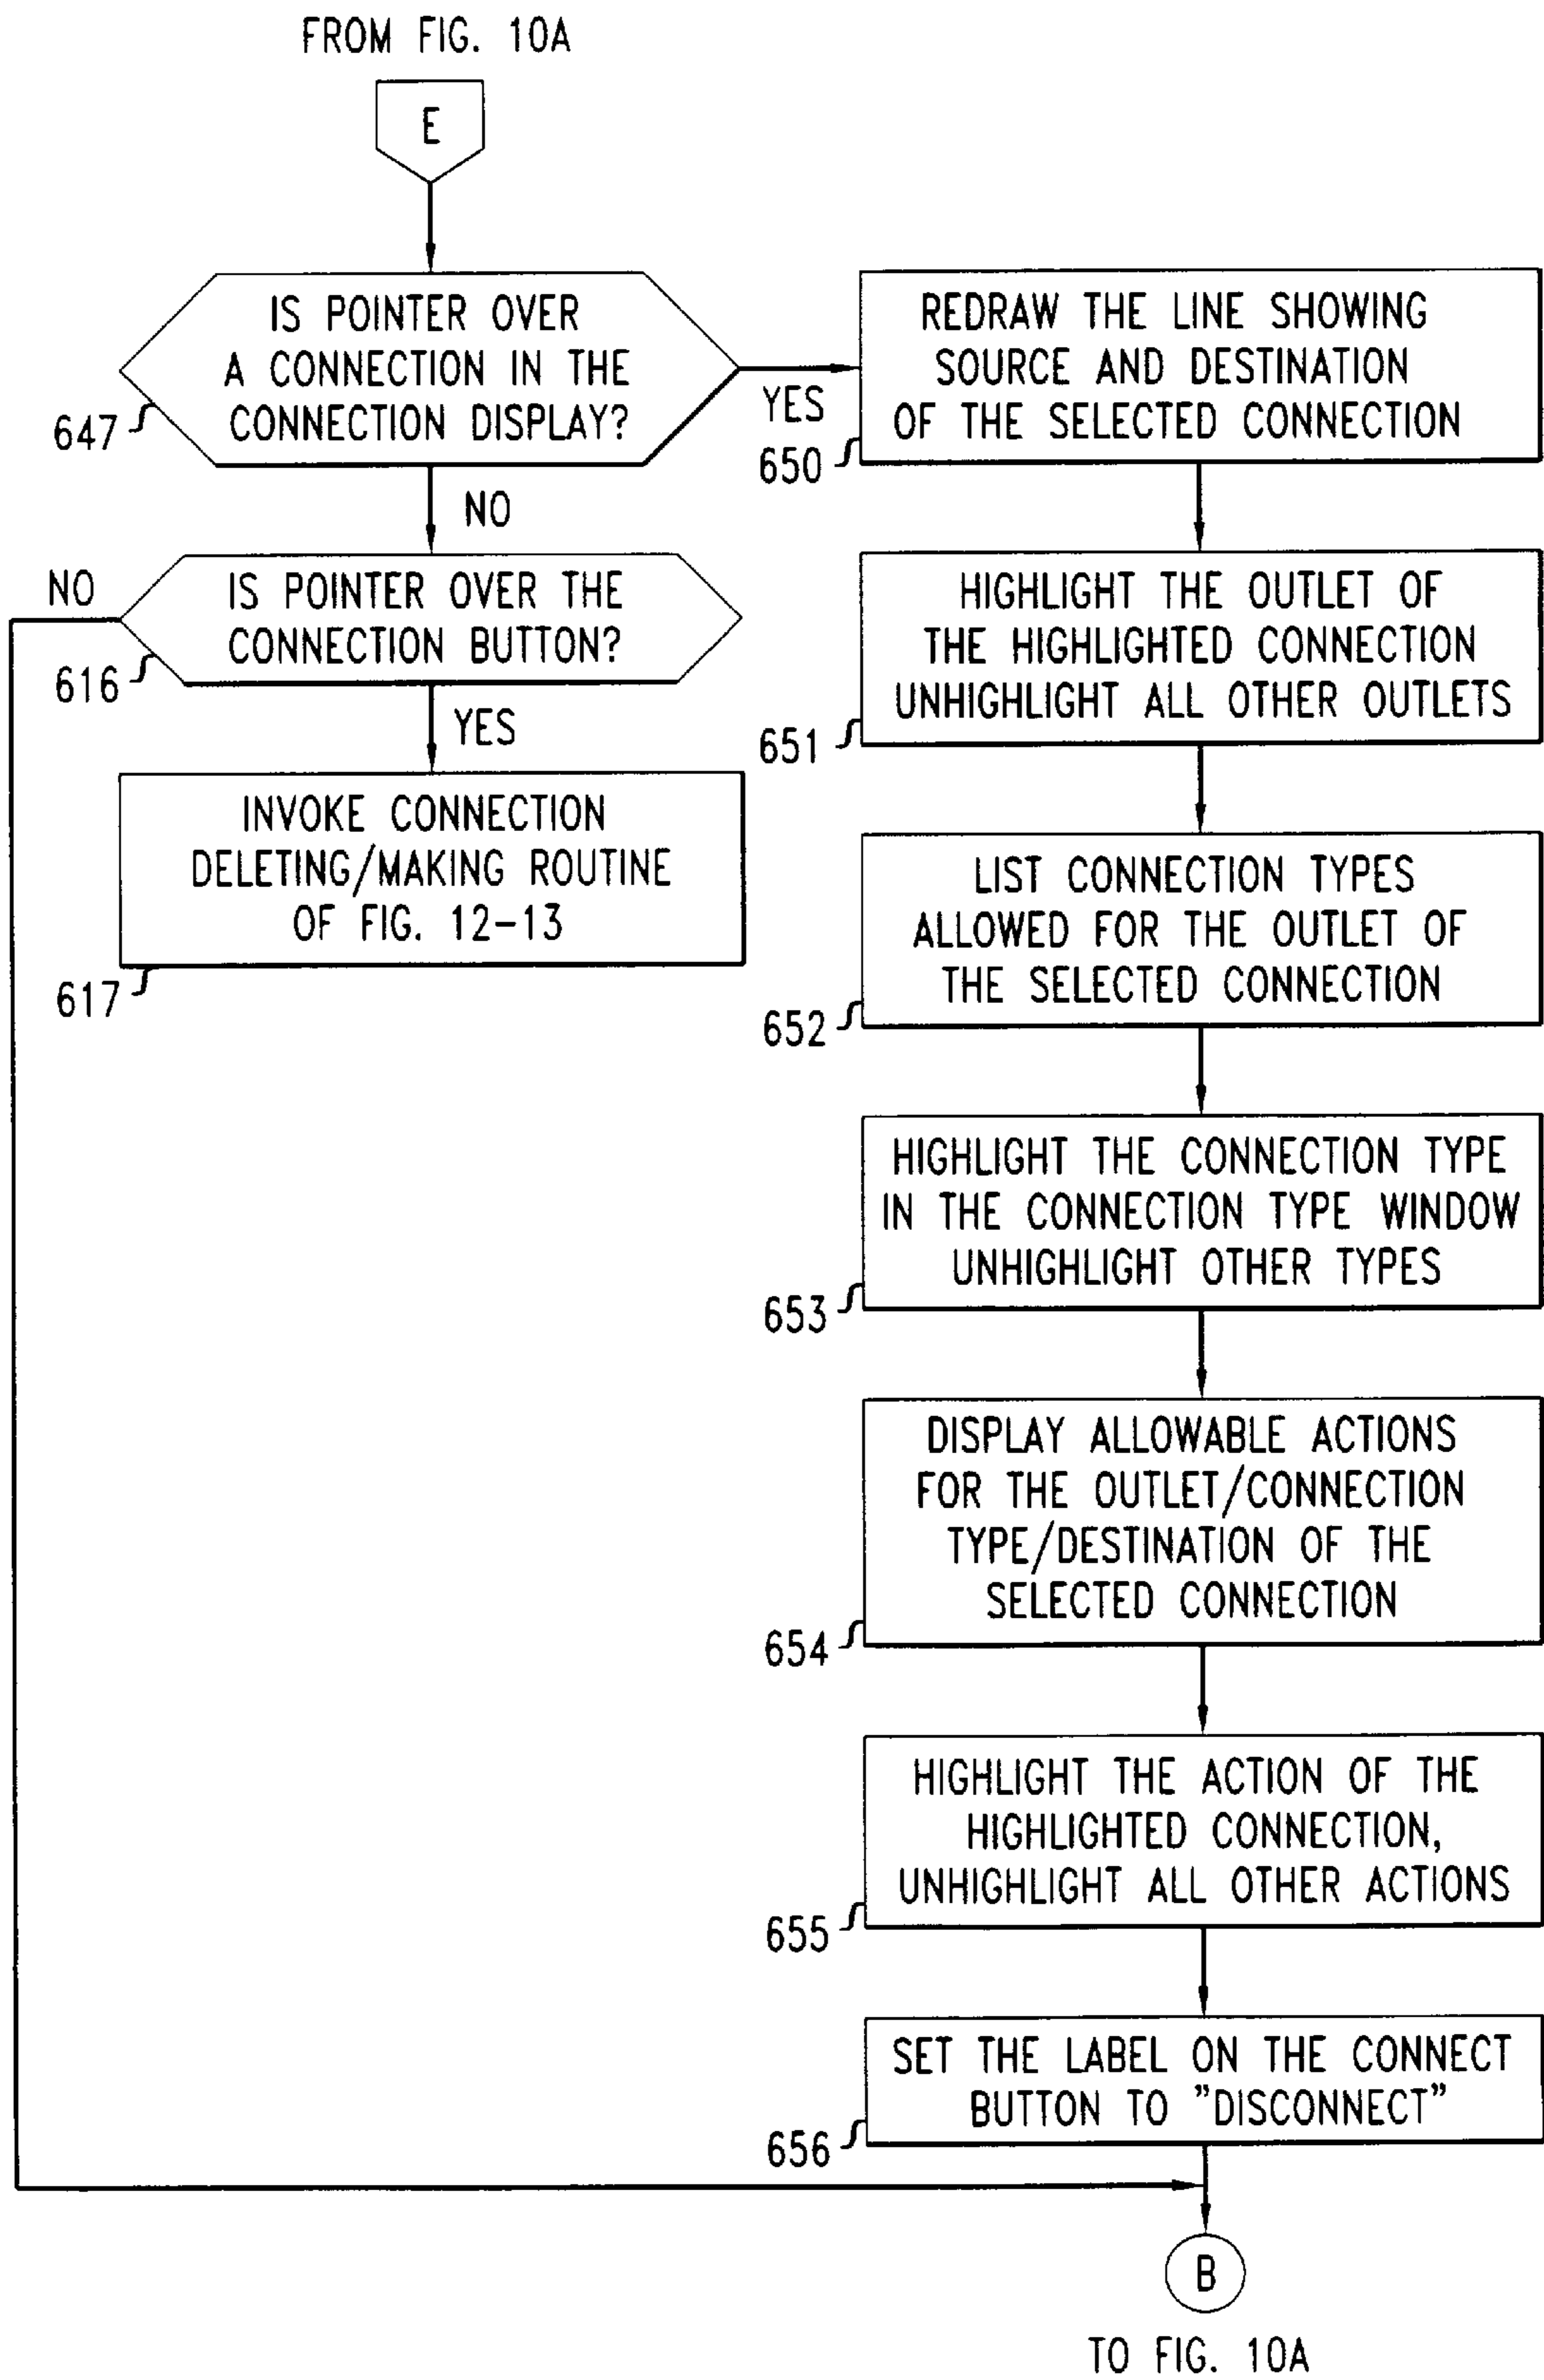 FROM FIG. 10A
E
IS POINTER OVER
A CONNECTION IN THE
CONNECTION DISPLAY?
647
YES
NO
IS POINTER OVER THE
CONNECTION BUTTON?
616
NO
YES
INVOKE CONNECTION
DELETING/MAKING ROUTINE
OF FIG. 12-13
617
REDRAW THE LINE SHOWING
SOURCE AND DESTINATION
OF THE SELECTED CONNECTION
650
HIGHLIGHT THE OUTLET OF
THE HIGHLIGHTED CONNECTION
UNHIGHLIGHT ALL OTHER OUTLETS
651
LIST CONNECTION TYPES
ALLOWED FOR THE OUTLET OF
THE SELECTED CONNECTION
652
HIGHLIGHT THE CONNECTION TYPE
IN THE CONNECTION TYPE WINDOW
UNHIGHLIGHT OTHER TYPES
653
DISPLAY ALLOWABLE ACTIONS
FOR THE OUTLET/CONNECTION
TYPE/DESTINATION OF THE
SELECTED CONNECTION
654
HIGHLIGHT THE ACTION OF THE
HIGHLIGHTED CONNECTION,
UNHIGHLIGHT ALL OTHER ACTIONS
655
SET THE LABEL ON THE CONNECT
BUTTON TO "DISCONNECT"
656
B
TO FIG. 10A